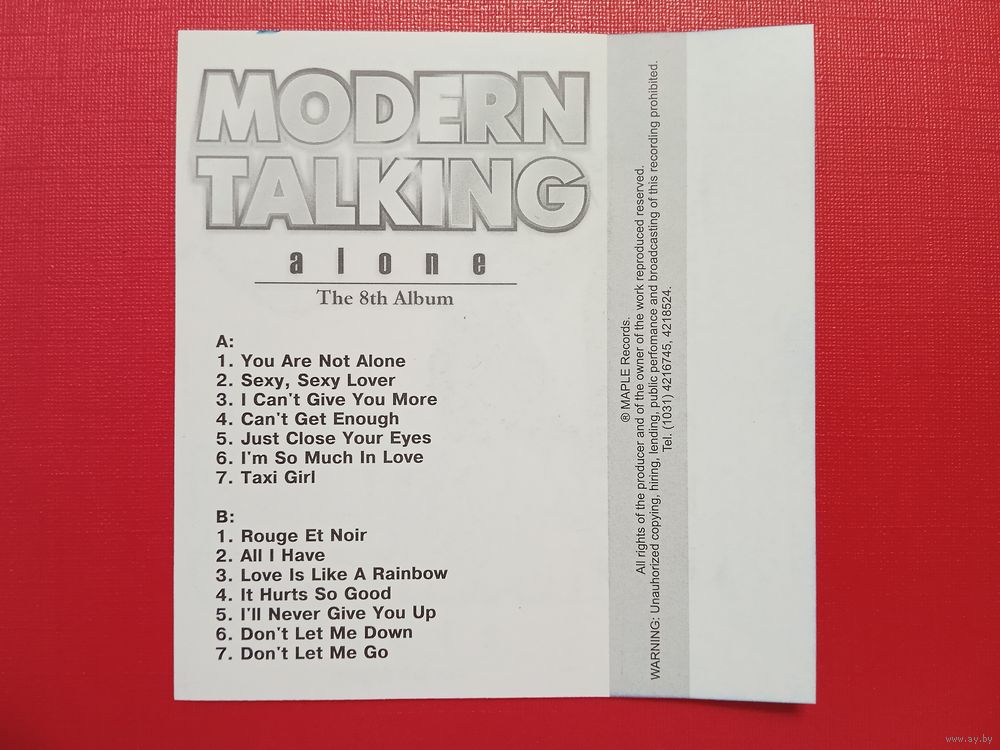 MODERN
TALKING
alone
The 8th Album
A:
1. You Are Not Alone
2. Sexy, Sexy Lover
3. I Can't Give You More
4. Can't Get Enough
5. Just Close Your Eyes
6. I'm So Much In Love
7. Taxi Girl
B:
1. Rouge Et Noir
2. All I Have
3. Love Is Like A Rainbow
4. It Hurts So Good
5. I'll Never Give You Up
6. Don't Let Me Down
7. Don't Let Me Go
® MAPLE Records.
All rights of the producer and of the owner of the work reproduced reserved.
WARNING: Unauhorized copying, hiring, lending, public perfomance and broadcasting of this recording prohibited.
Tel. (1031) 4216745, 4218524.
www.ay.by